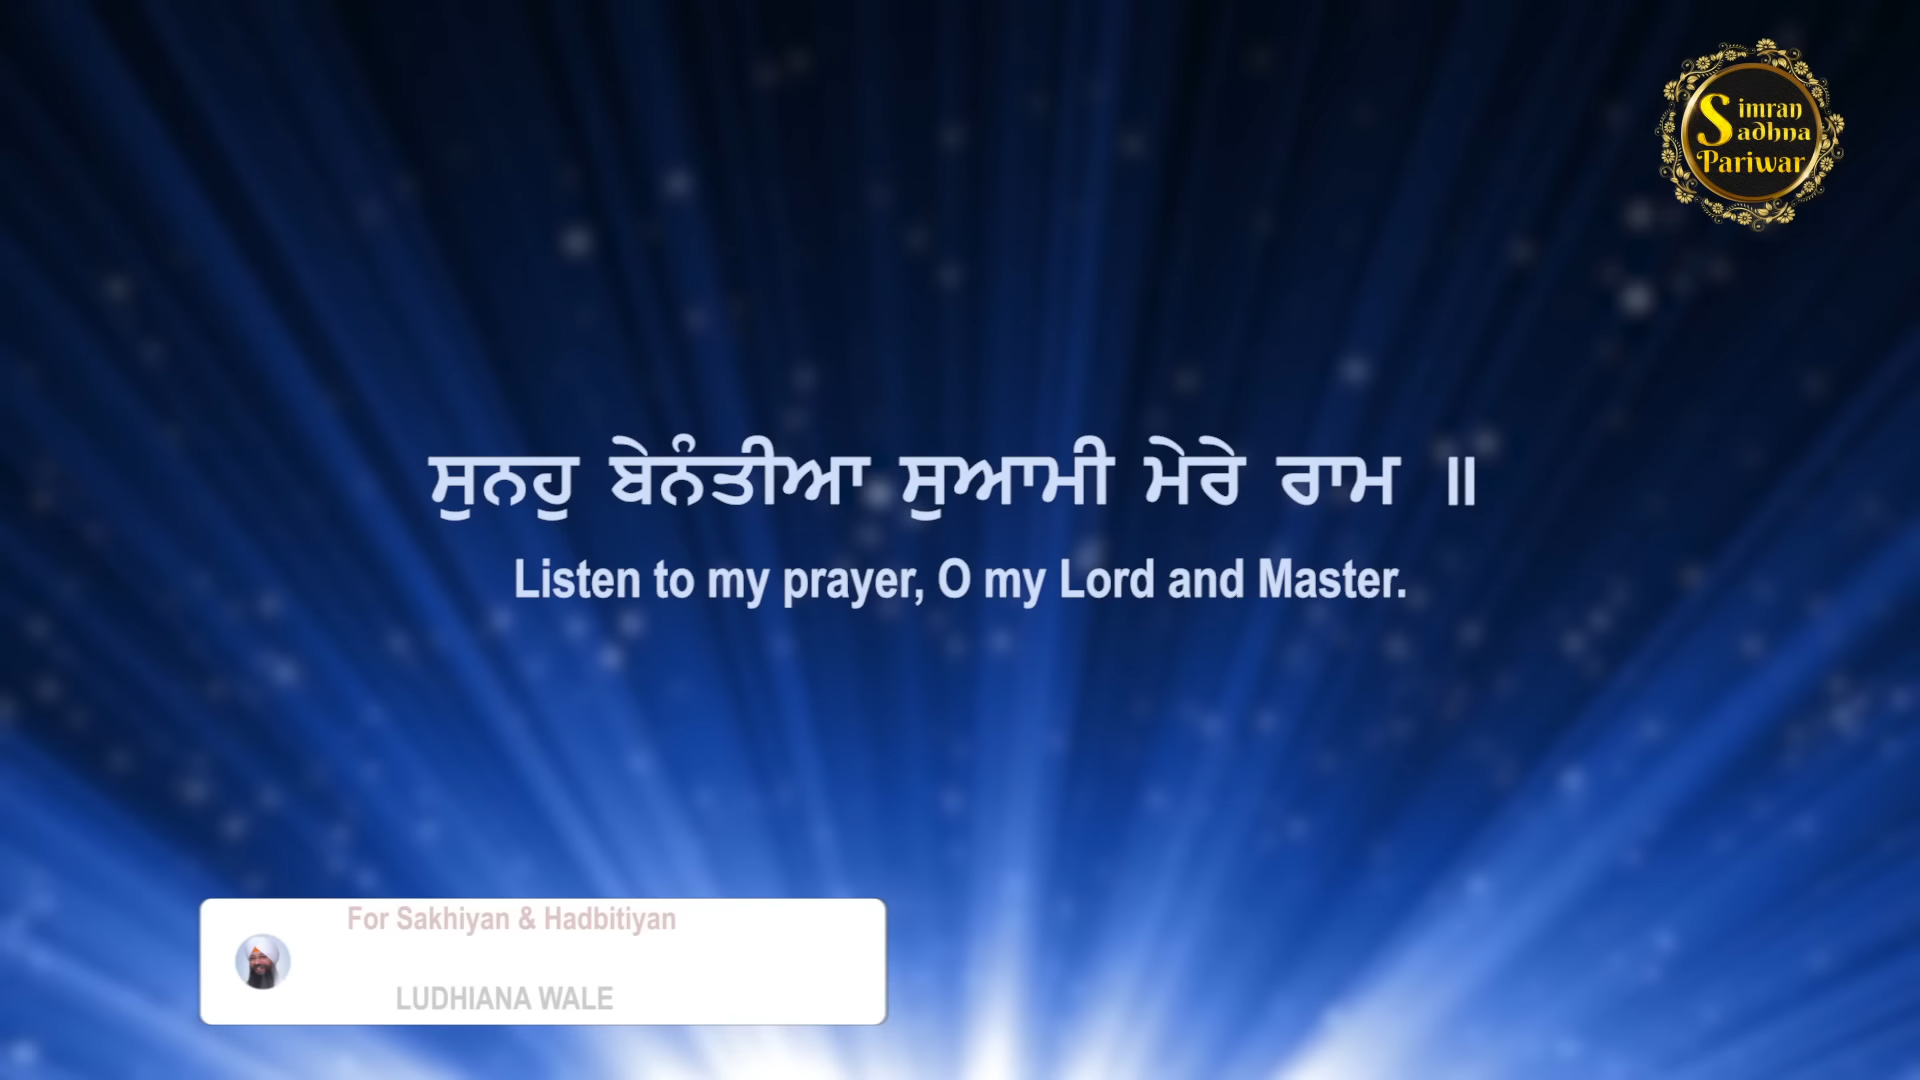 Simran
Sadhna
Pariwar
ਸੁਨਹੁ ਬੇਨੰਤੀਆ ਸੁਆਮੀ ਮੇਰੇ ਰਾਮ ॥
Listen to my prayer, O my Lord and Master.
For Sakhiyan & Hadbitiyan
LUDHIANA WALE